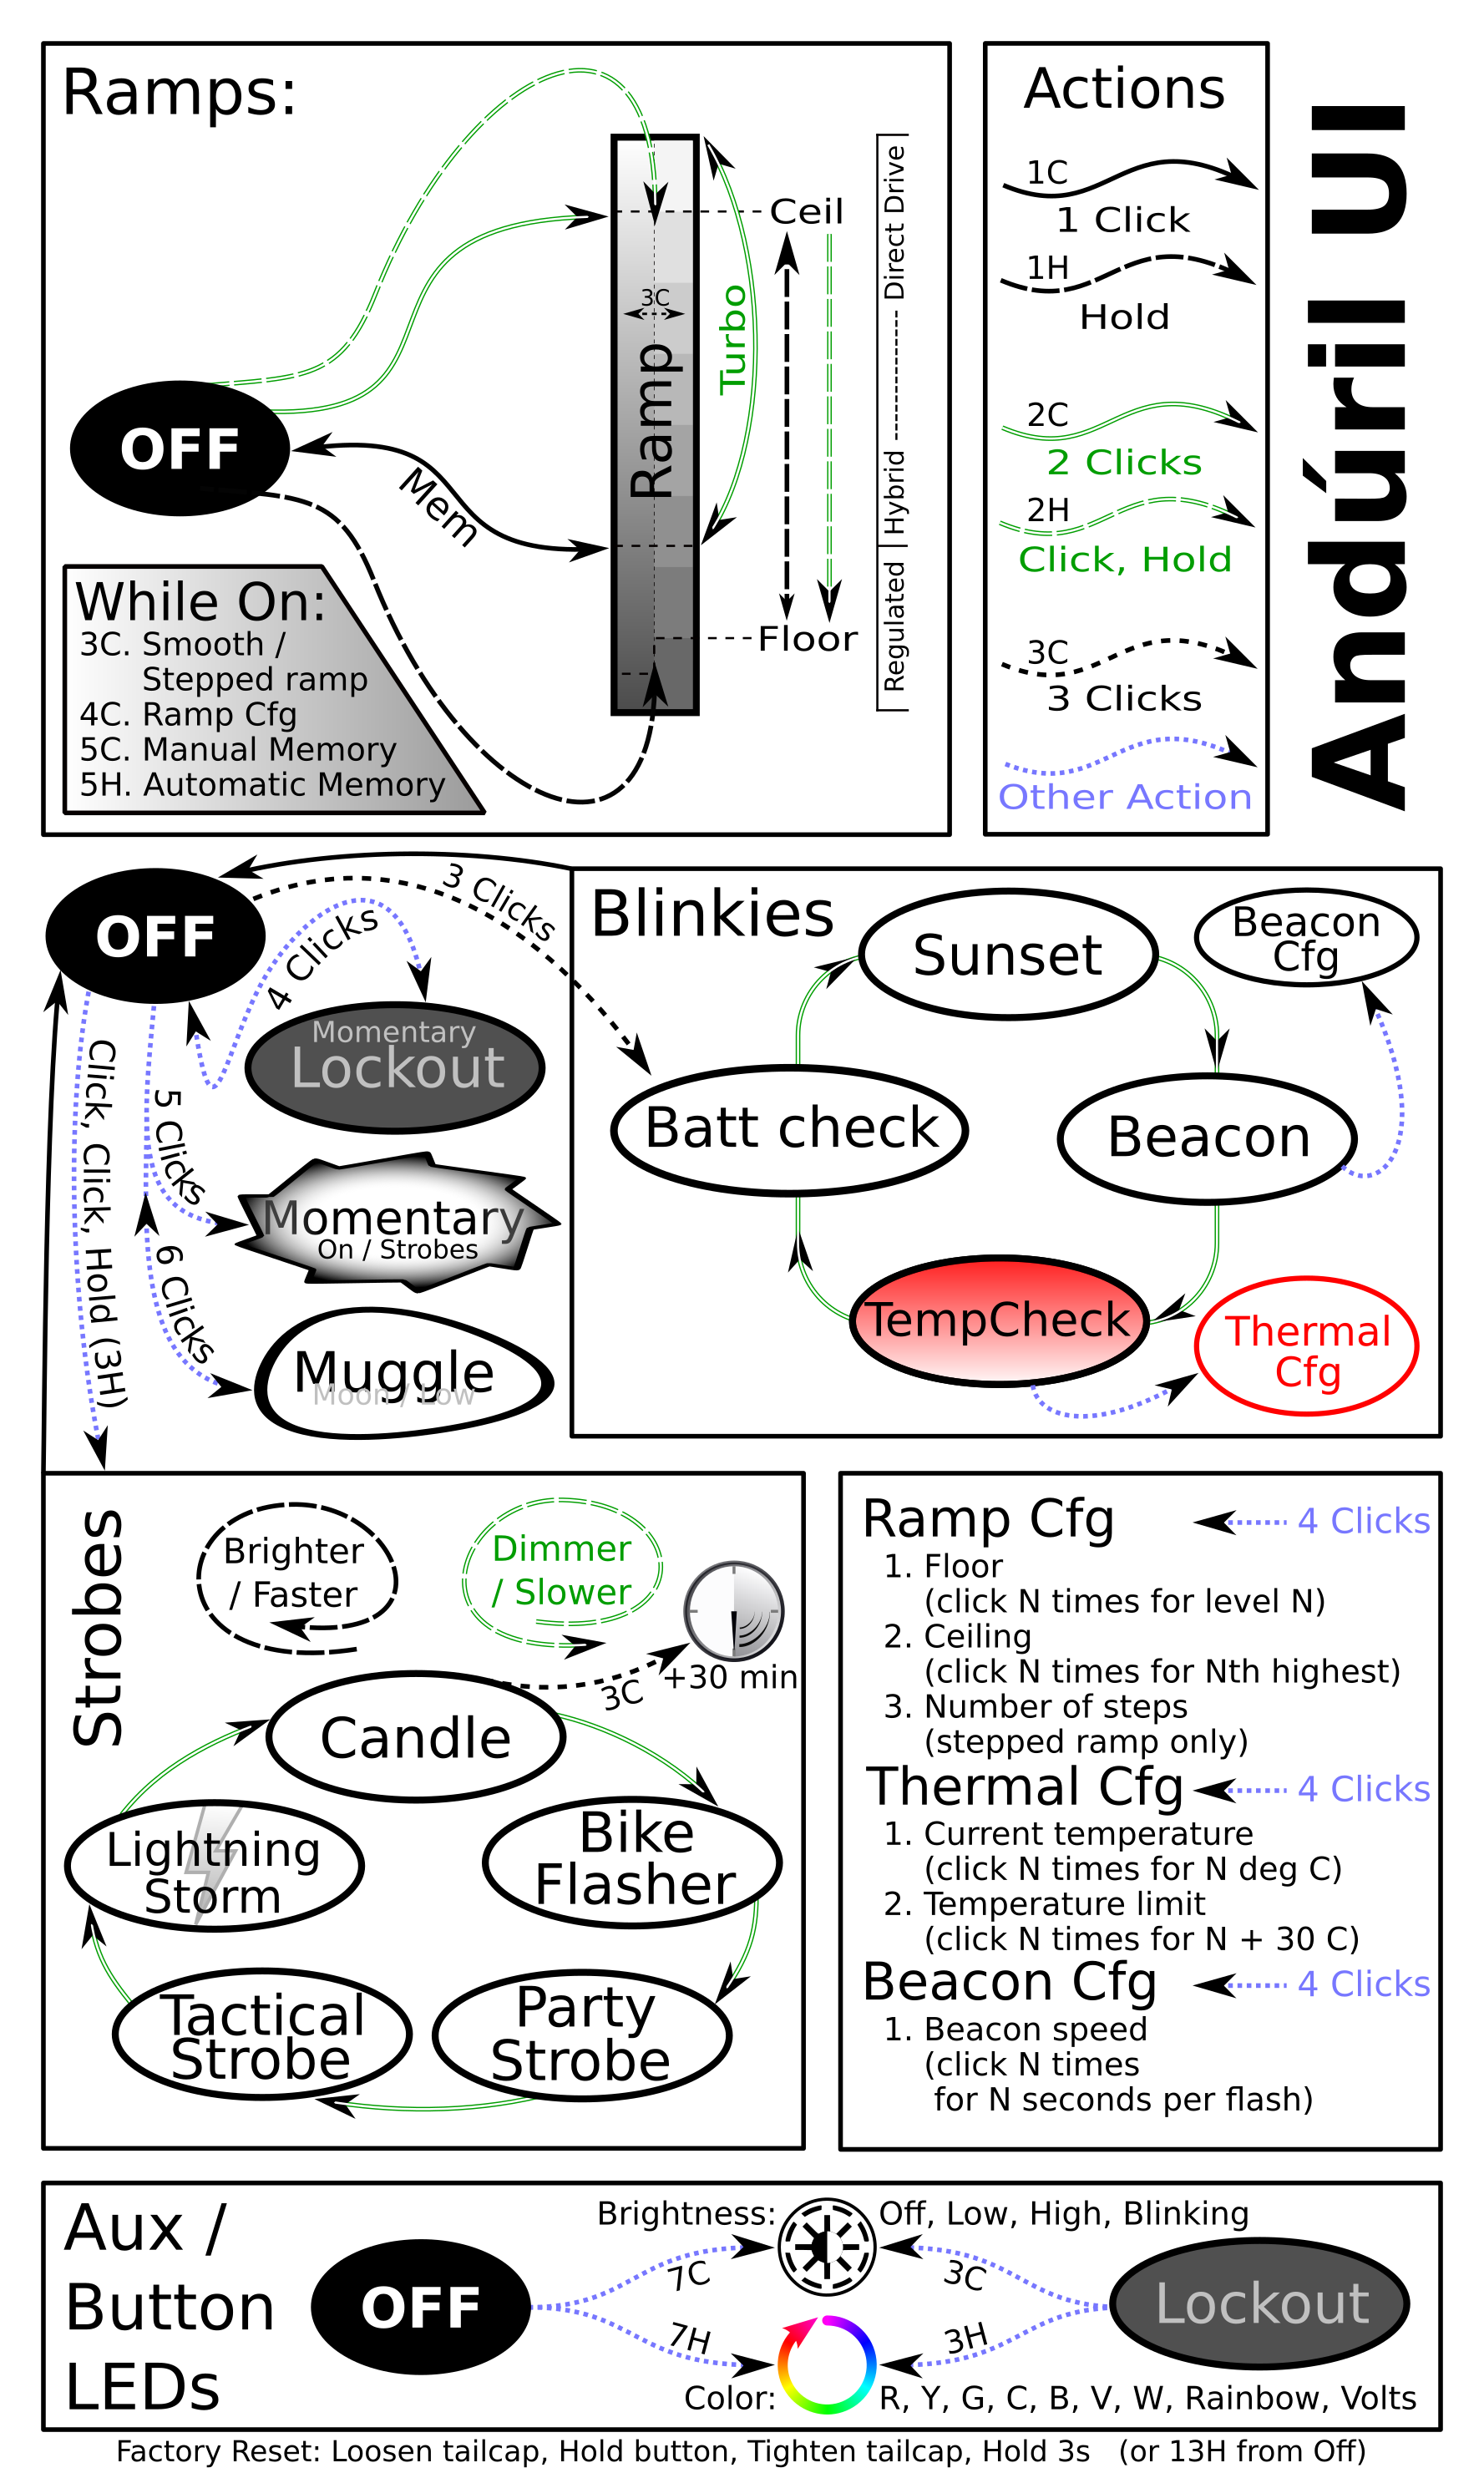 Ramps:
OFF
Mem
Ramp
3C
Turbo
Ceil
Floor
Regulated | Hybrid ------------- Direct Drive
While On:
3C. Smooth /
Stepped ramp
4C. Ramp Cfg
5C. Manual Memory
5H. Automatic Memory
Actions
1C
1 Click
1H
Hold
2C
2 Clicks
2H
Click, Hold
3C
3 Clicks
Other Action
Andúril UI
OFF
3 Clicks
4 Clicks
Momentary
Lockout
5 Clicks
Momentary
On / Strobes
6 Clicks
Muggle
Moon / Low
Click, Click, Hold (3H)
Blinkies
Sunset
Beacon
Cfg
Batt check
Beacon
TempCheck
Thermal
Cfg
Strobes
Brighter
/ Faster
Dimmer
/ Slower
+30 min
3C
Candle
Lightning
Storm
Bike
Flasher
Tactical
Strobe
Party
Strobe
Ramp Cfg 4 Clicks
1. Floor
(click N times for level N)
2. Ceiling
(click N times for Nth highest)
3. Number of steps
(stepped ramp only)
Thermal Cfg 4 Clicks
1. Current temperature
(click N times for N deg C)
2. Temperature limit
(click N times for N + 30 C)
Beacon Cfg 4 Clicks
1. Beacon speed
(click N times
for N seconds per flash)
Aux /
Button
LEDs
OFF
Brightness: Off, Low, High, Blinking
7C
3C
7H
3H
Lockout
Color: R, Y, G, C, B, V, W, Rainbow, Volts
Factory Reset: Loosen tailcap, Hold button, Tighten tailcap, Hold 3s (or 13H from Off)